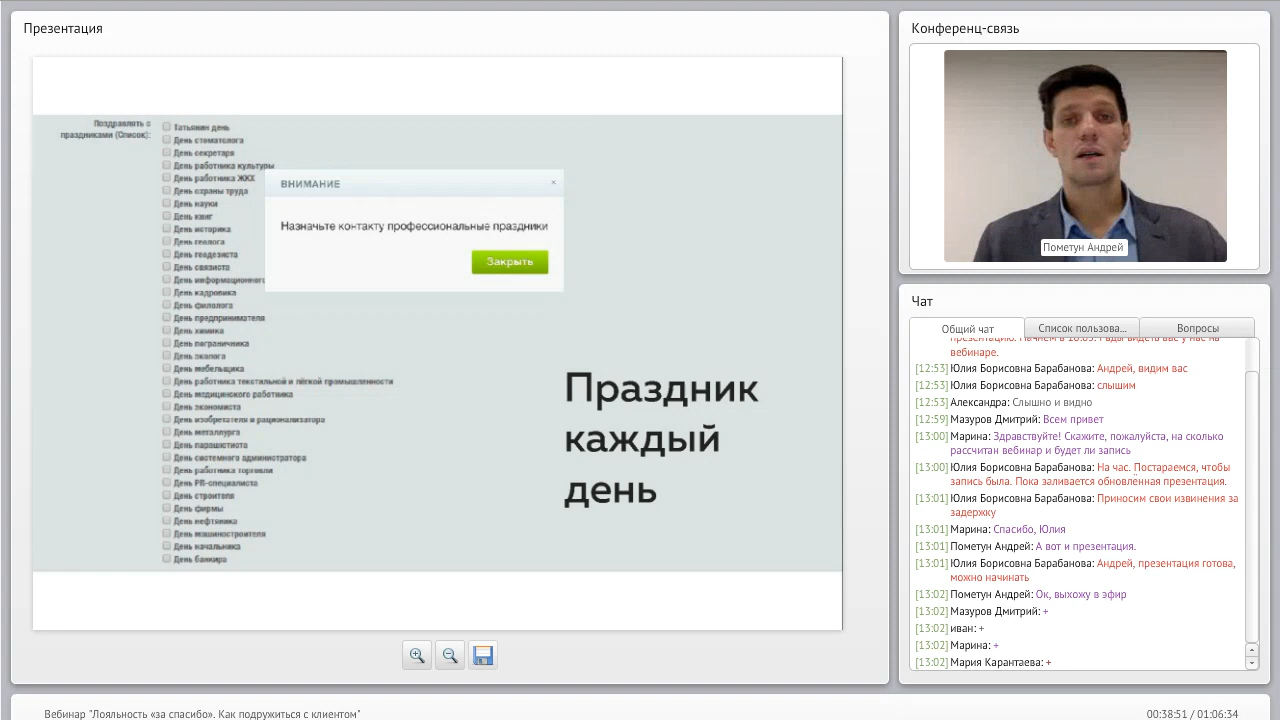 Презентация
Поздравлять с
праздниками (Список):
Татьянин день
День стоматолога
День секретаря
День работника культуры
День работника ЖКХ
День охраны труда
День науки
День книг
День историка
День геолога
День геодезиста
День связиста
День информационного
День кадровика
День филолога
День предпринимателя
День химика
День пограничника
День эколога
День мебельщика
День работника текстильной и лёгкой промышленности
День медицинского работника
День экономиста
День изобретателя и рационализатора
День металлурга
День парашютиста
День системного администратора
День работника торговли
День PR-специалиста
День строителя
День фирмы
День нефтяника
День машиностроителя
День начальника
День банкира
ВНИМАНИЕ
Назначьте контакту профессиональные праздники
Закрыть
Праздник
каждый
день
Конференц-связь
Пометун Андрей
Чат
Общий чат
Список пользова...
Вопросы
вебинаре.
[12:53] Юлия Борисовна Барабанова: Андрей, видим вас
[12:53] Юлия Борисовна Барабанова: слышим
[12:53] Александра: Слышно и видно
[12:59] Мазуров Дмитрий: Всем привет
[13:00] Марина: Здравствуйте! Скажите, пожалуйста, на сколько
рассчитан вебинар и будет ли запись
[13:00] Юлия Борисовна Барабанова: На час. Постараемся, чтобы
запись была. Пока заливается обновлённая презентация.
[13:01] Юлия Борисовна Барабанова: Приносим свои извинения за
задержку
[13:01] Марина: Спасибо, Юлия
[13:01] Пометун Андрей: А вот и презентация.
[13:01] Юлия Борисовна Барабанова: Андрей, презентация готова,
можно начинать
[13:02] Пометун Андрей: Ок, выхожу в эфир
[13:02] Мазуров Дмитрий: +
[13:02] иван: +
[13:02] Марина: +
[13:02] Мария Карантаева: +
Вебинар "Лояльность «за спасибо». Как подружиться с клиентом"
00:38:51 / 01:06:34